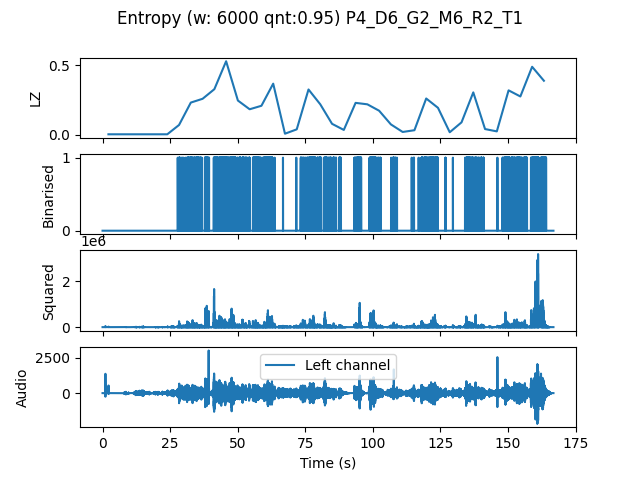 Entropy (w: 6000 qnt:0.95) P4_D6_G2_M6_R2_T1
0.5
LZ
0.0
1
Binarised
0
1e6
2
Squared
0
2500
Left channel
Audio
0
0 25 50 75 100 125 150 175
Time (s)